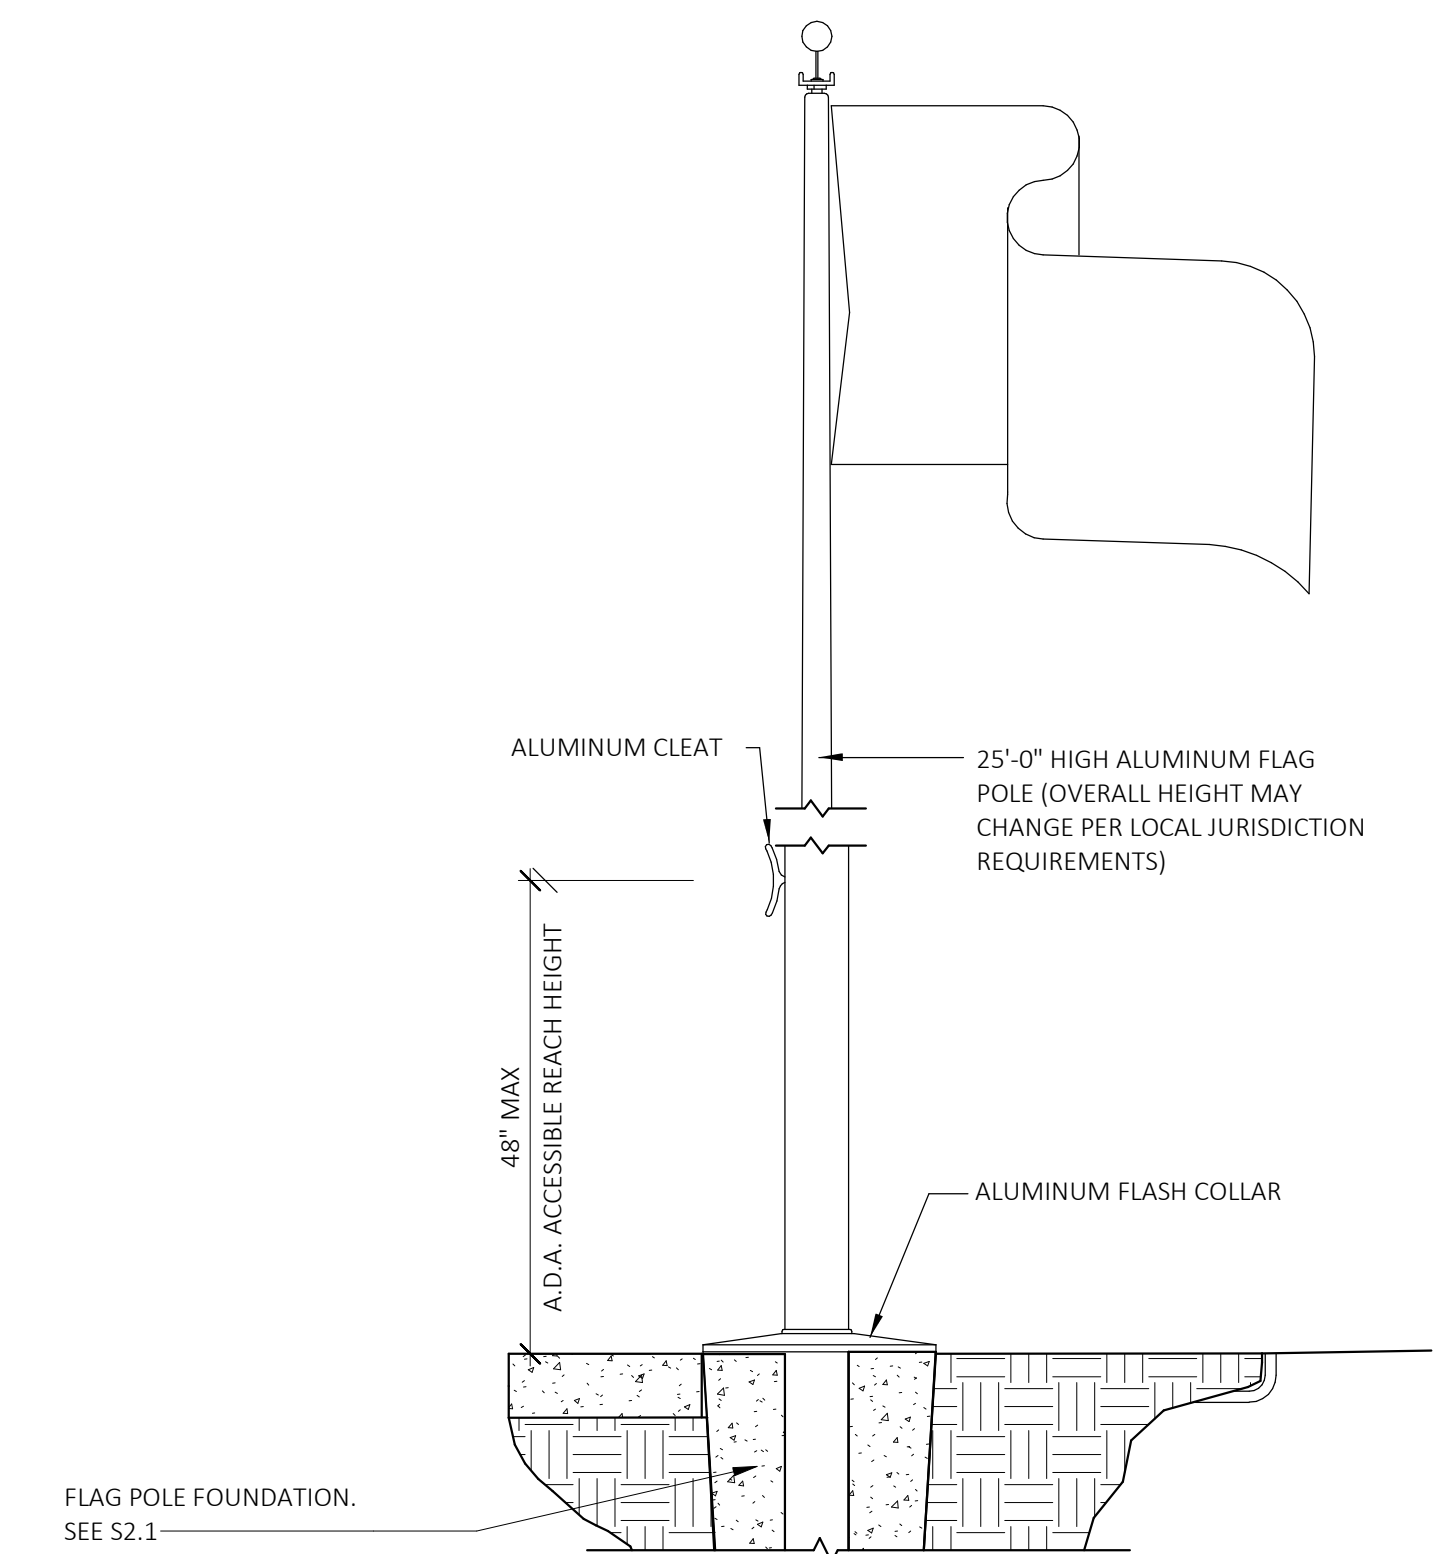 ALUMINUM CLEAT
25'-0" HIGH ALUMINUM FLAG
POLE (OVERALL HEIGHT MAY
CHANGE PER LOCAL JURISDICTION
REQUIREMENTS)
48" MAX
A.D.A. ACCESSIBLE REACH HEIGHT
ALUMINUM FLASH COLLAR
FLAG POLE FOUNDATION.
SEE S2.1